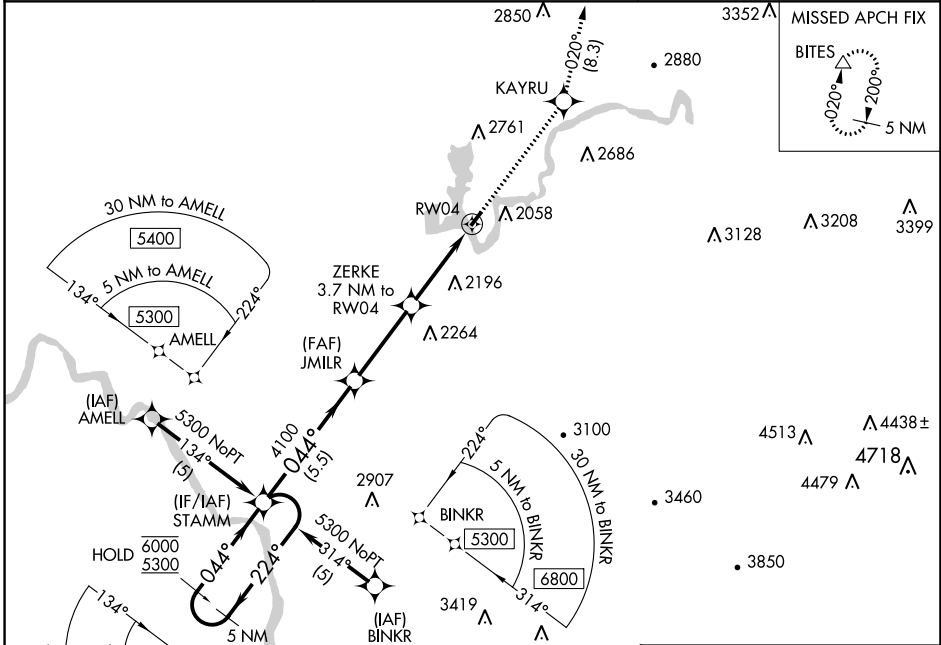 2850
3352
MISSED APCH FIX
BITES
020°
200°
5 NM
020°
(8.3)
2880
KAYRU
2761
2686
RW04
2058
3128
3208
3399
30 NM to AMELL
5400
5 NM to AMELL
134°
5300
224°
AMELL
ZERKE
3.7 NM to
RW04
2196
2264
(FAF)
JMILR
(IAF)
AMELL
5300 NoPT
134°
(5)
4100
044°
(5.5)
(IF/IAF)
STAMM
2907
224°
30 NM to BINKR
5 NM to BINKR
BINKR
5300
6800
314°
3100
3460
3850
4513
4438±
4718
4479
HOLD
6000
5300
044°
224°
5 NM
5300 NoPT
314°
(5)
(IAF)
BINKR
3419
134°